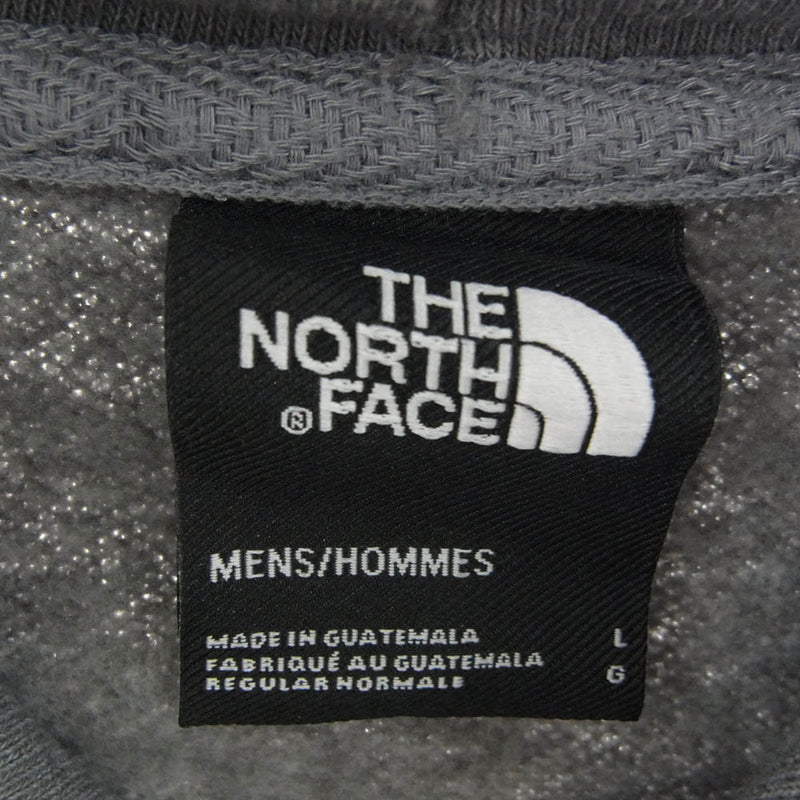 THE
NORTH
® FACE
MENS/HOMMES
MADE IN GUATEMALA L
FABRIQUÉ AU GUATEMALA G
REGULAR NORMALE